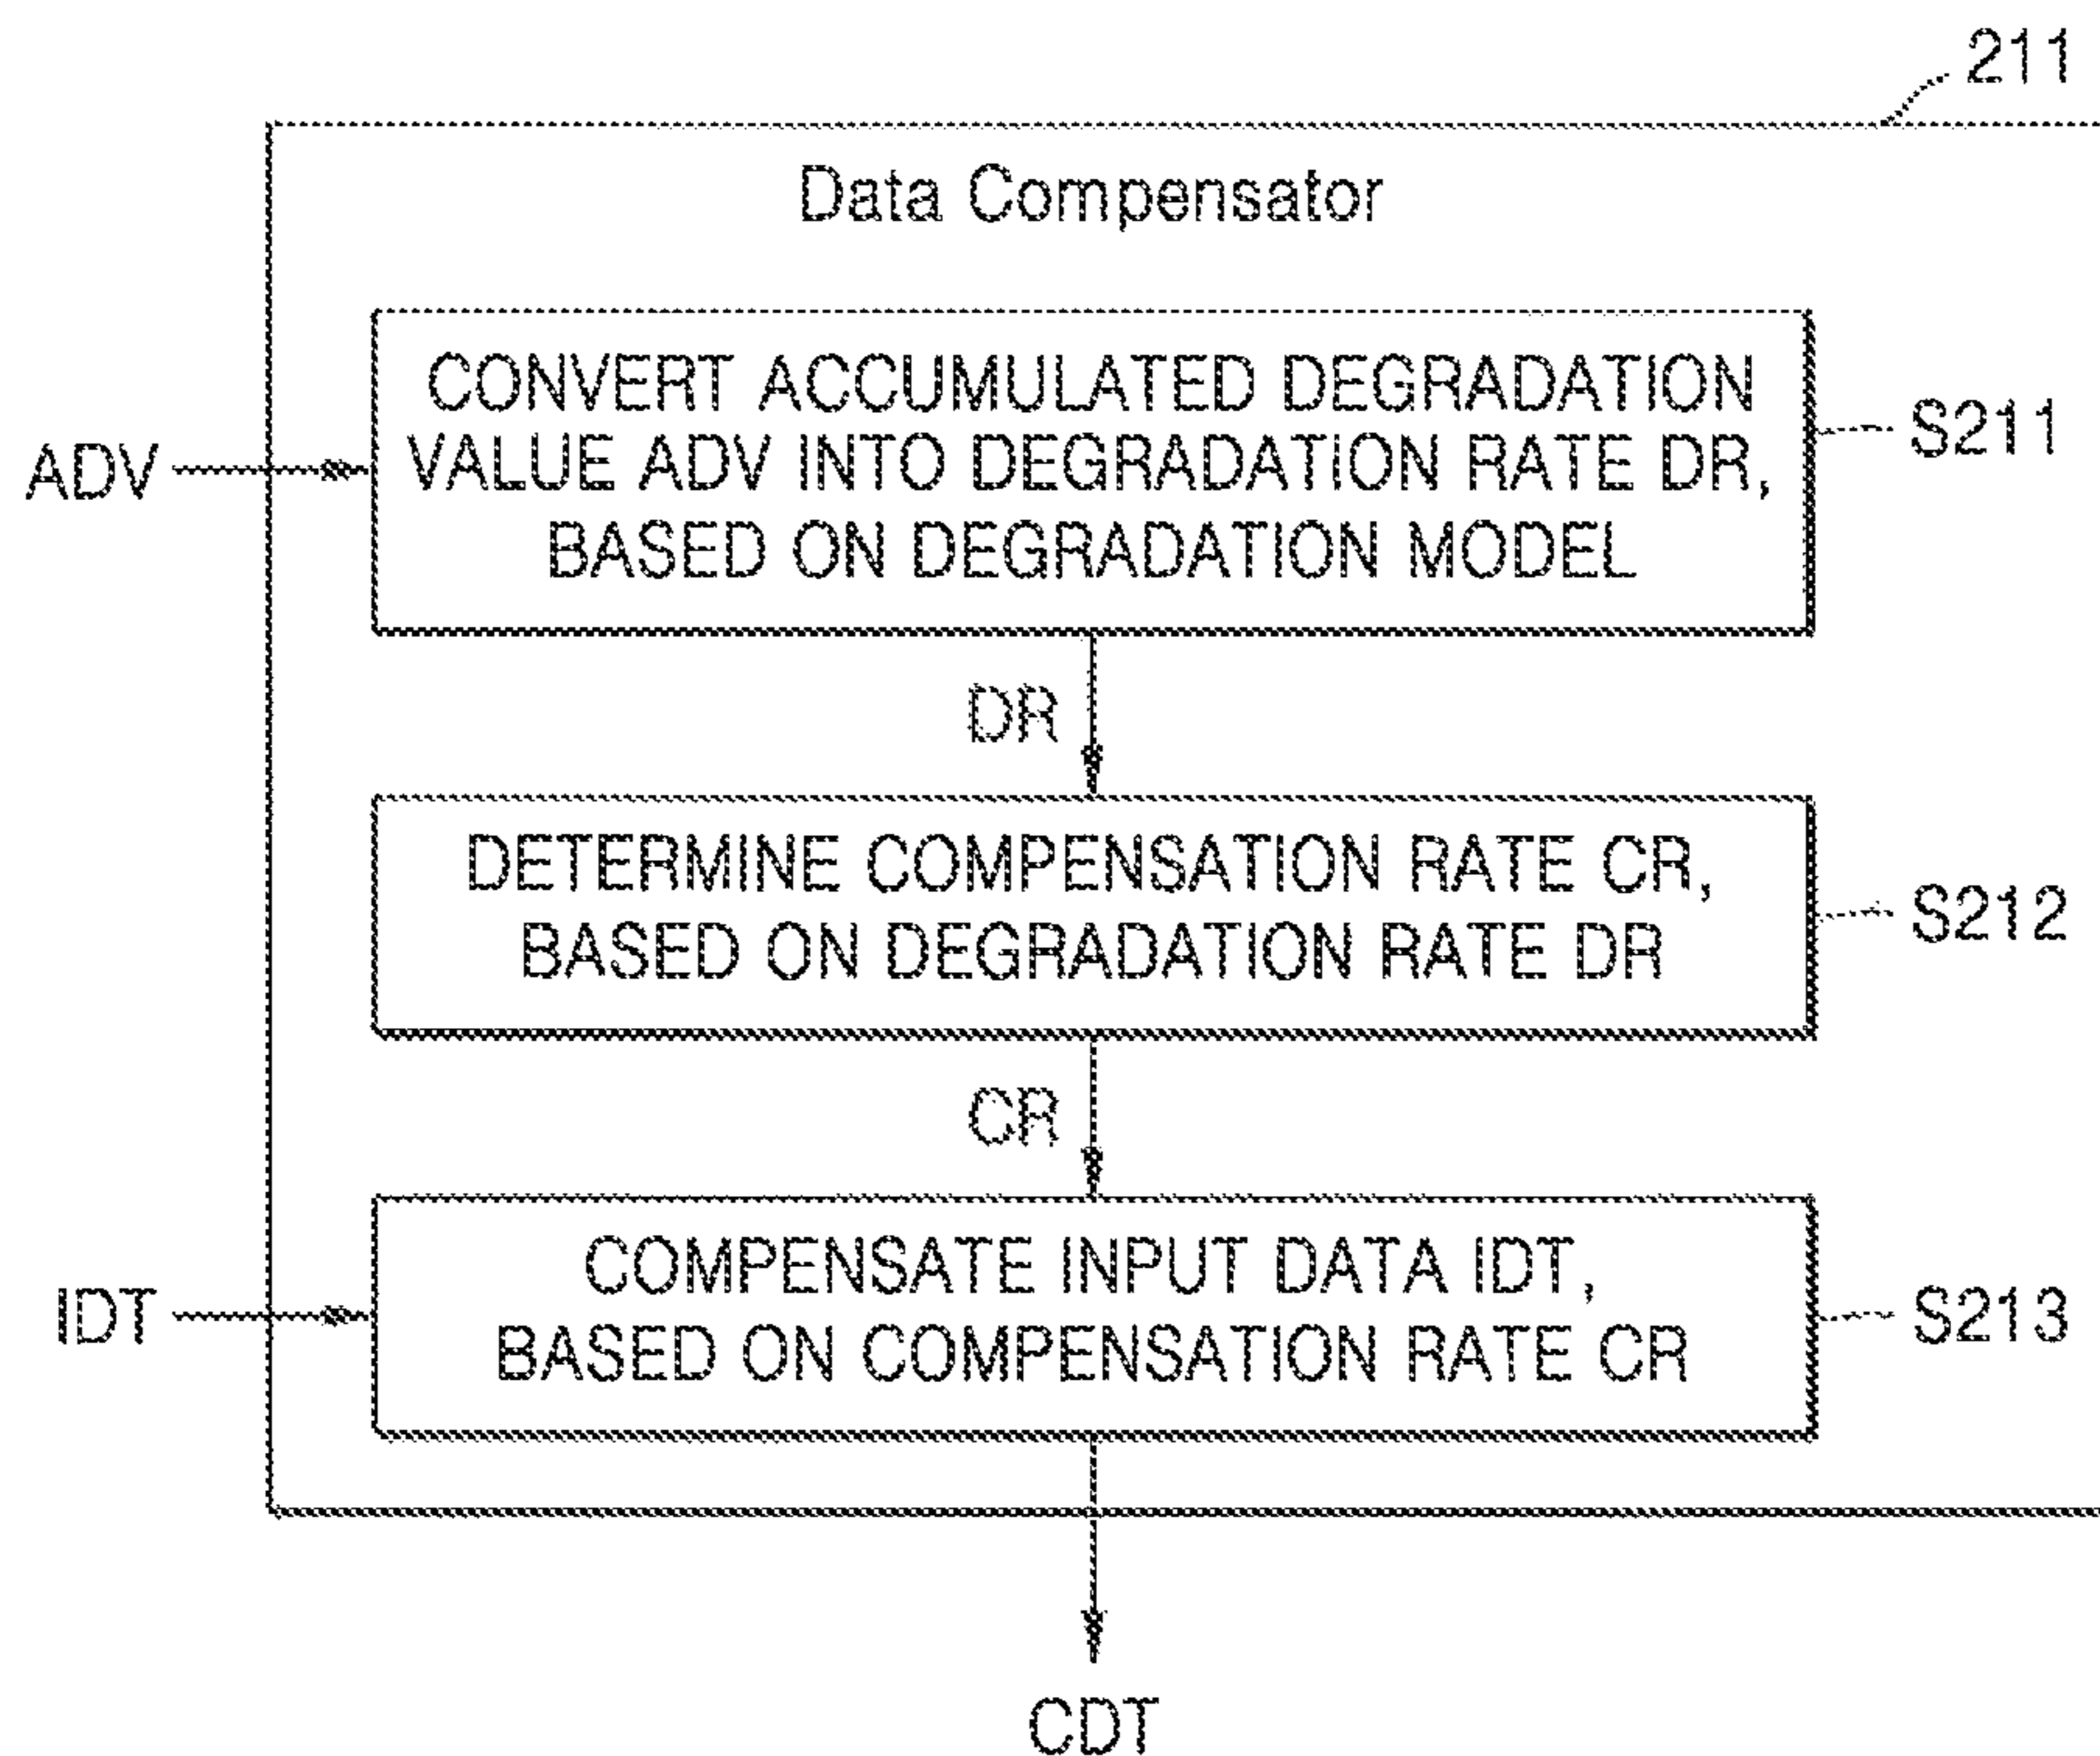 211
Data Compensator
CONVERT ACCUMULATED DEGRADATION
VALUE ADV INTO DEGRADATION RATE DR,
BASED ON DEGRADATION MODEL
S211
ADV
DR
DETERMINE COMPENSATION RATE CR,
BASED ON DEGRADATION RATE DR
S212
CR
COMPENSATE INPUT DATA IDT,
BASED ON COMPENSATION RATE CR
S213
IDT
CDT